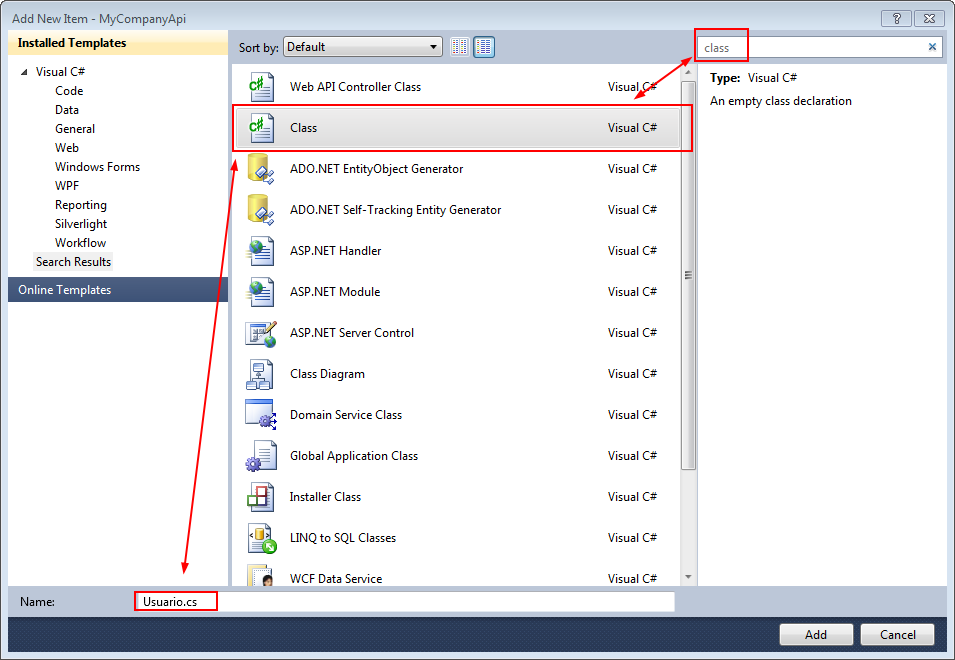 Add New Item - MyCompanyApi
Installed Templates
Visual C#
Code
Data
General
Web
Windows Forms
WPF
Reporting
Silverlight
Workflow
Search Results
Online Templates
Sort by: Default
class
Web API Controller Class Visual C#
Class Visual C#
ADO.NET EntityObject Generator Visual C#
ADO.NET Self-Tracking Entity Generator Visual C#
ASP.NET Handler Visual C#
ASP.NET Module Visual C#
ASP.NET Server Control Visual C#
Class Diagram Visual C#
Domain Service Class Visual C#
Global Application Class Visual C#
Installer Class Visual C#
LINQ to SQL Classes Visual C#
WCF Data Service Visual C#
Type: Visual C#
An empty class declaration
Name: Usuario.cs
Add Cancel